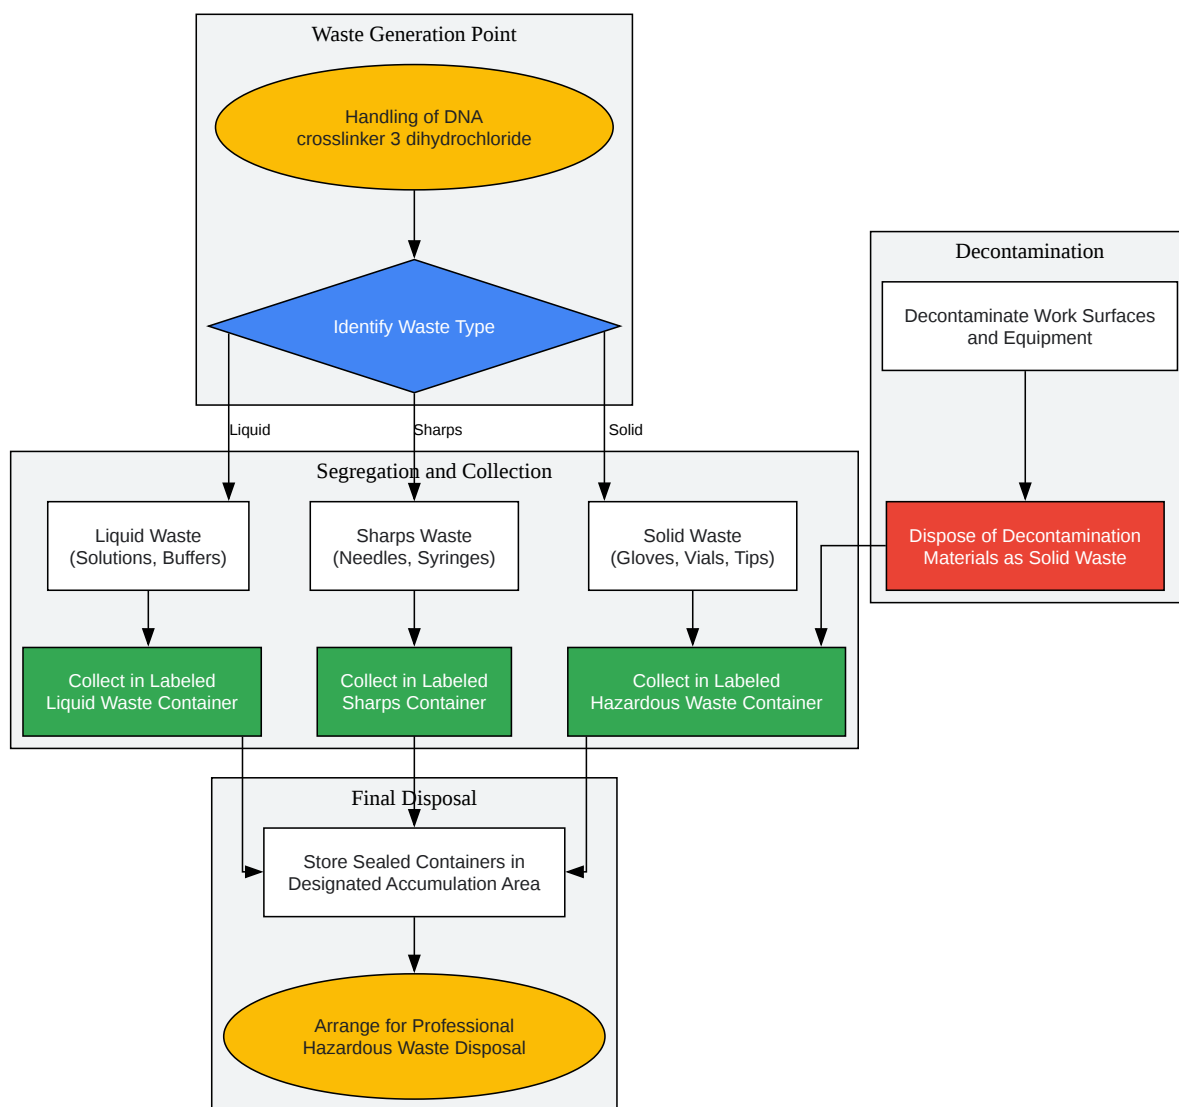 Waste Generation Point
Handling of DNA
crosslinker 3 dihydrochloride
Identify Waste Type
Liquid
Sharps
Solid
Decontamination
Decontaminate Work Surfaces
and Equipment
Dispose of Decontamination
Materials as Solid Waste
Segregation and Collection
Liquid Waste
(Solutions, Buffers)
Sharps Waste
(Needles, Syringes)
Solid Waste
(Gloves, Vials, Tips)
Collect in Labeled
Liquid Waste Container
Collect in Labeled
Sharps Container
Collect in Labeled
Hazardous Waste Container
Final Disposal
Store Sealed Containers in
Designated Accumulation Area
Arrange for Professional
Hazardous Waste Disposal